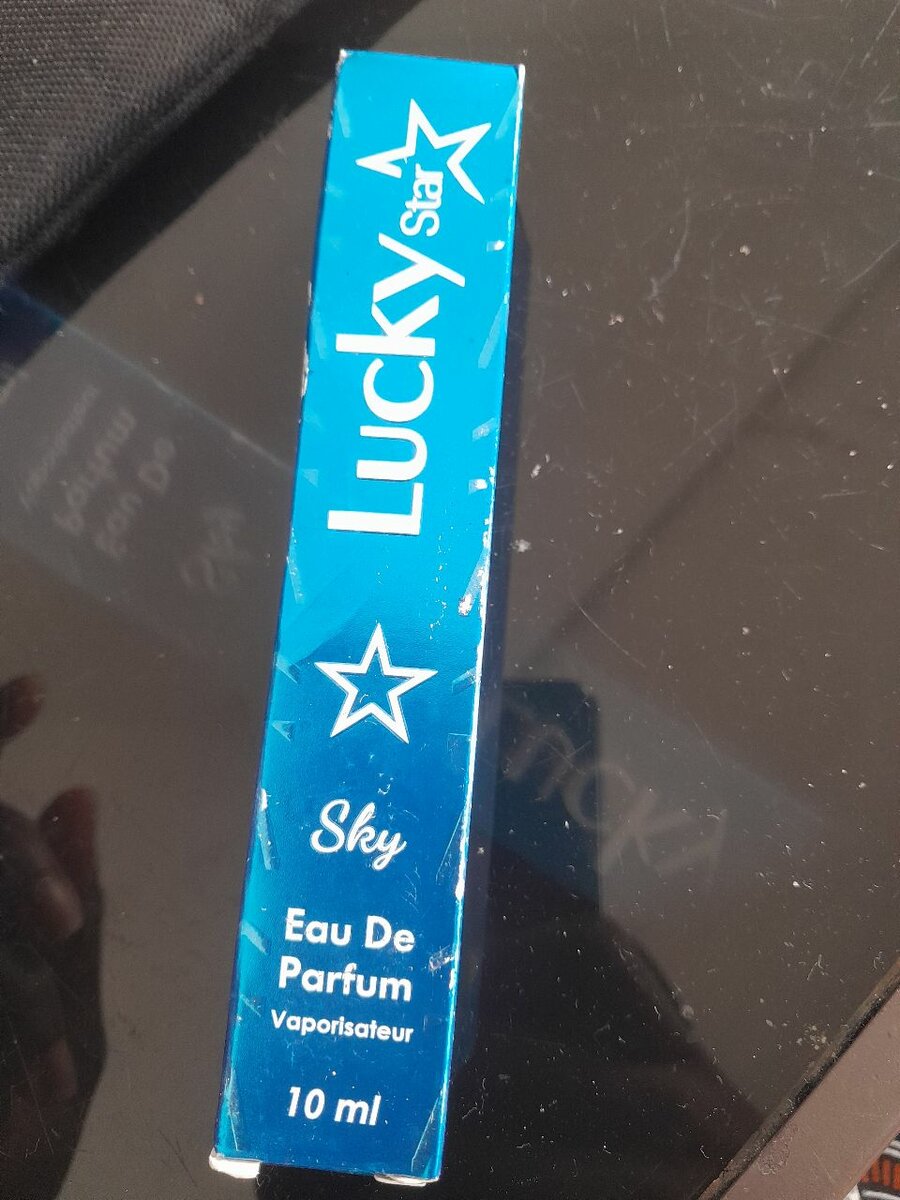 Lucky Star
Sky
Eau De
Parfum
Vaporisateur
10 ml